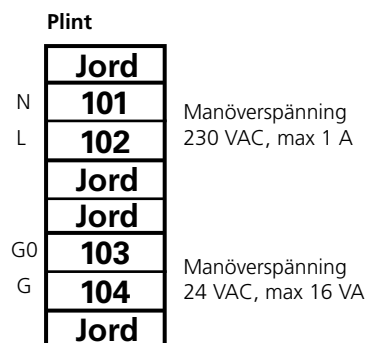 Plint
Jord
N 101 Manöverspänning
L 102 230 VAC, max 1 A
Jord
Jord
G0 103 Manöverspänning
G 104 24 VAC, max 16 VA
Jord